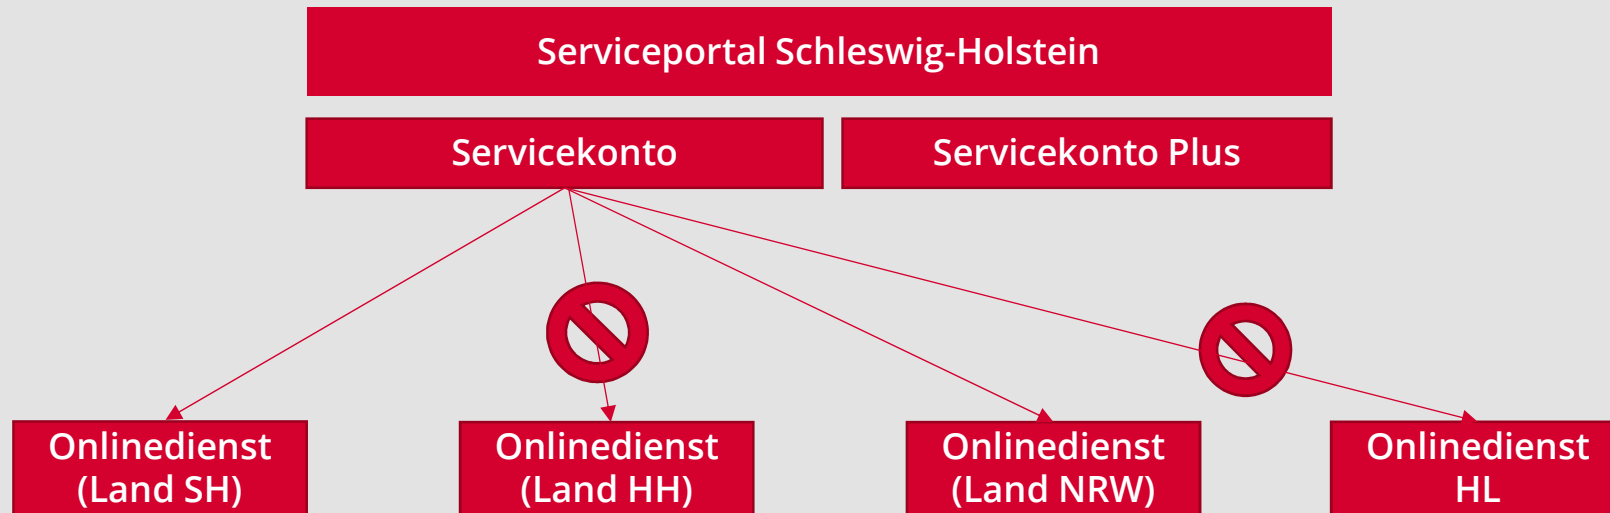 Serviceportal Schleswig-Holstein
Servicekonto
Servicekonto Plus
Onlinedienst
(Land SH)
Onlinedienst
(Land HH)
Onlinedienst
(Land NRW)
Onlinedienst
HL